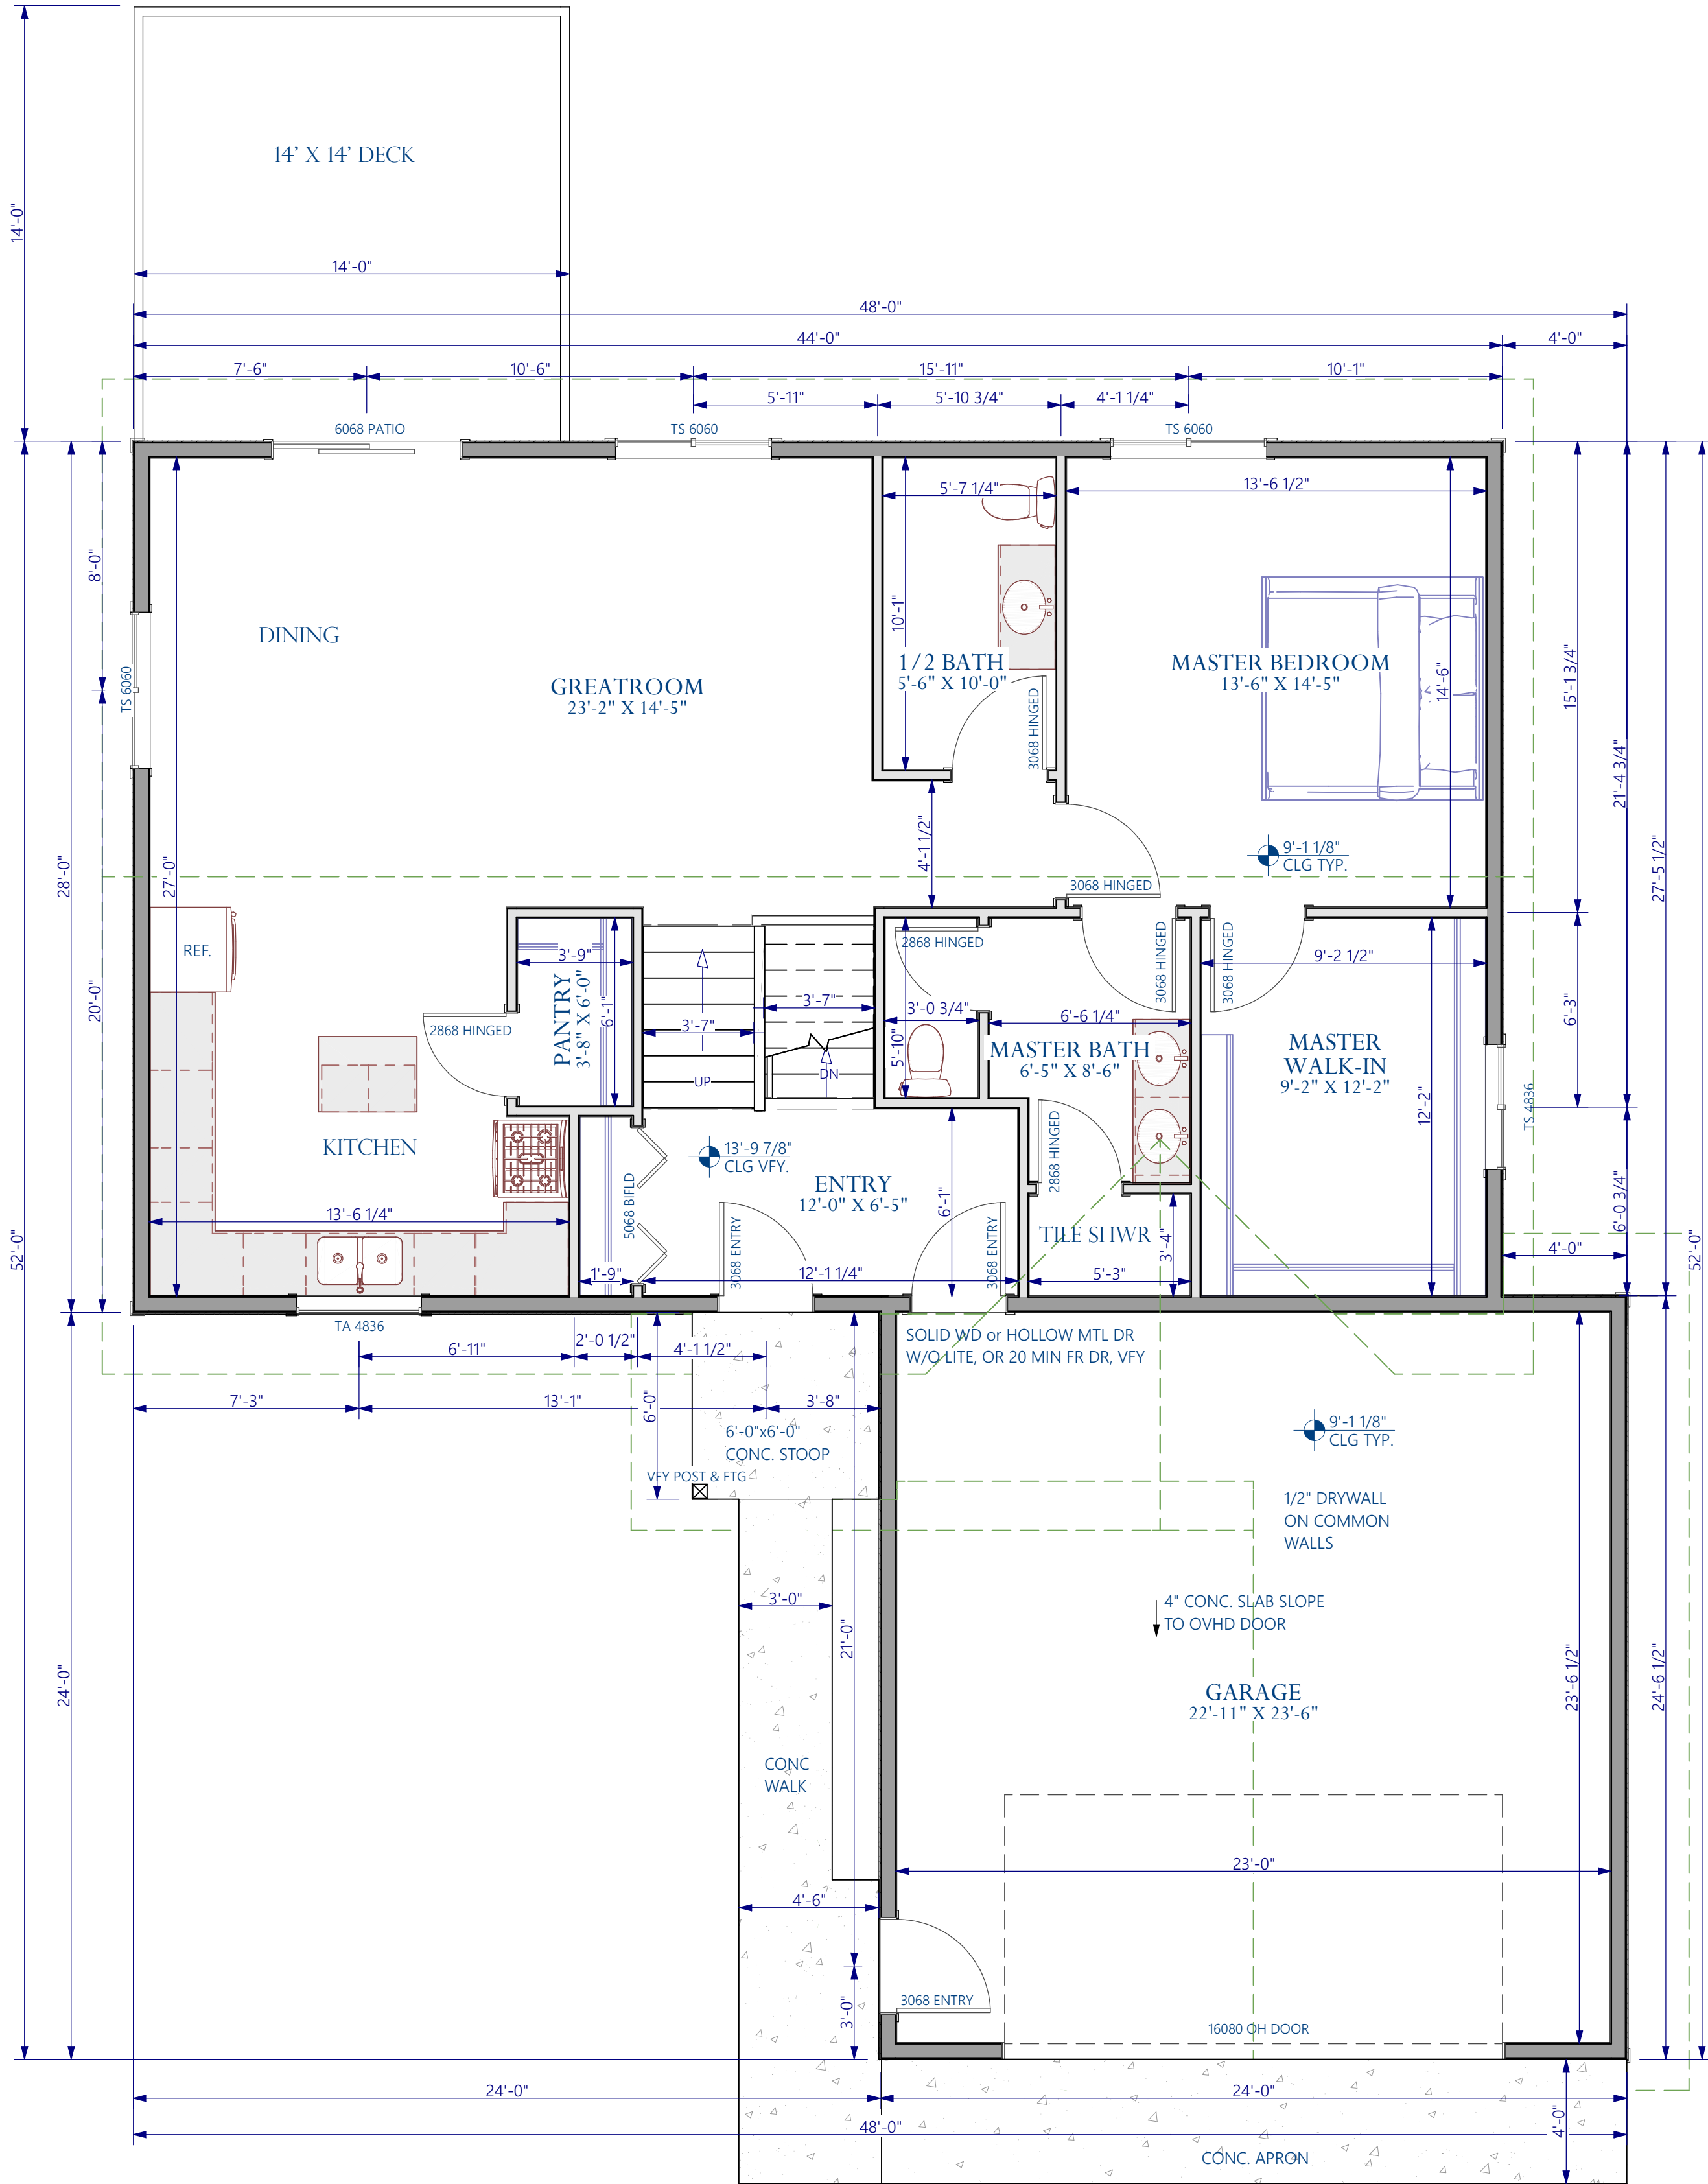 14' X 14' DECK
14'-0"
14'-0"
48'-0"
44'-0"
4'-0"
7'-6"
10'-6"
15'-11"
10'-1"
5'-11"
5'-10 3/4"
4'-1 1/4"
6068 PATIO
TS 6060
TS 6060
5'-7 1/4"
13'-6 1/2"
8'-0"
10'-1"
DINING
TS 6060
GREATROOM
23'-2" X 14'-5"
1/2 BATH
5'-6" X 10'-0"
3068 HINGED
MASTER BEDROOM
13'-6" X 14'-5"
14'-6"
15'-1 3/4"
21'-4 3/4"
27'-5 1/2"
28'-0"
27'-0"
4'-1 1/2"
9'-1 1/8"
CLG TYP.
3068 HINGED
REF.
20'-0"
3'-9"
PANTRY
3'-8" X 6'-0"
6'-1"
2868 HINGED
3'-7"
3'-7"
UP
DN
2868 HINGED
3'-0 3/4"
5'-10"
6'-6 1/4"
3068 HINGED
3068 HINGED
9'-2 1/2"
6'-3"
MASTER BATH
6'-5" X 8'-6"
MASTER
WALK-IN
9'-2" X 12'-2"
12'-2"
TS 4836
KITCHEN
13'-9 7/8"
CLG VFY.
2868 HINGED
ENTRY
12'-0" X 6'-5"
6'-1"
5068 BIFLD
13'-6 1/4"
3068 ENTRY
3068 ENTRY
TILE SHWR
3'-4"
6'-0 3/4"
4'-0"
52'-0"
52'-0"
1'-9"
12'-1 1/4"
5'-3"
TA 4836
6'-11"
2'-0 1/2"
4'-1 1/2"
SOLID WD or HOLLOW MTL DR
W/O LITE, OR 20 MIN FR DR, VFY
7'-3"
13'-1"
6'-0"
3'-8"
6'-0"x6'-0"
CONC. STOOP
VFY POST & FTG
9'-1 1/8"
CLG TYP.
1/2" DRYWALL
ON COMMON
WALLS
3'-0"
4" CONC. SLAB SLOPE
TO OVHD DOOR
21'-0"
24'-0"
23'-6 1/2"
24'-6 1/2"
GARAGE
22'-11" X 23'-6"
CONC
WALK
23'-0"
4'-6"
3068 ENTRY
3'-0"
16080 OH DOOR
24'-0"
24'-0"
48'-0"
4'-0"
CONC. APRON